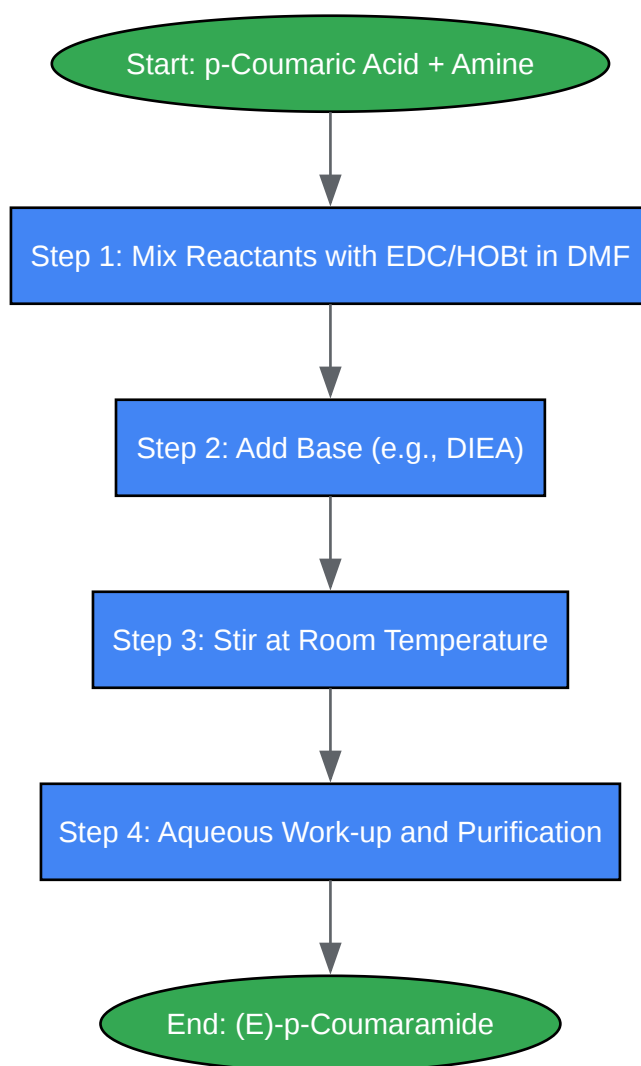 Start: p-Coumaric Acid + Amine
Step 1: Mix Reactants with EDC/HOBt in DMF
Step 2: Add Base (e.g., DIEA)
Step 3: Stir at Room Temperature
Step 4: Aqueous Work-up and Purification
End: (E)-p-Coumaramide